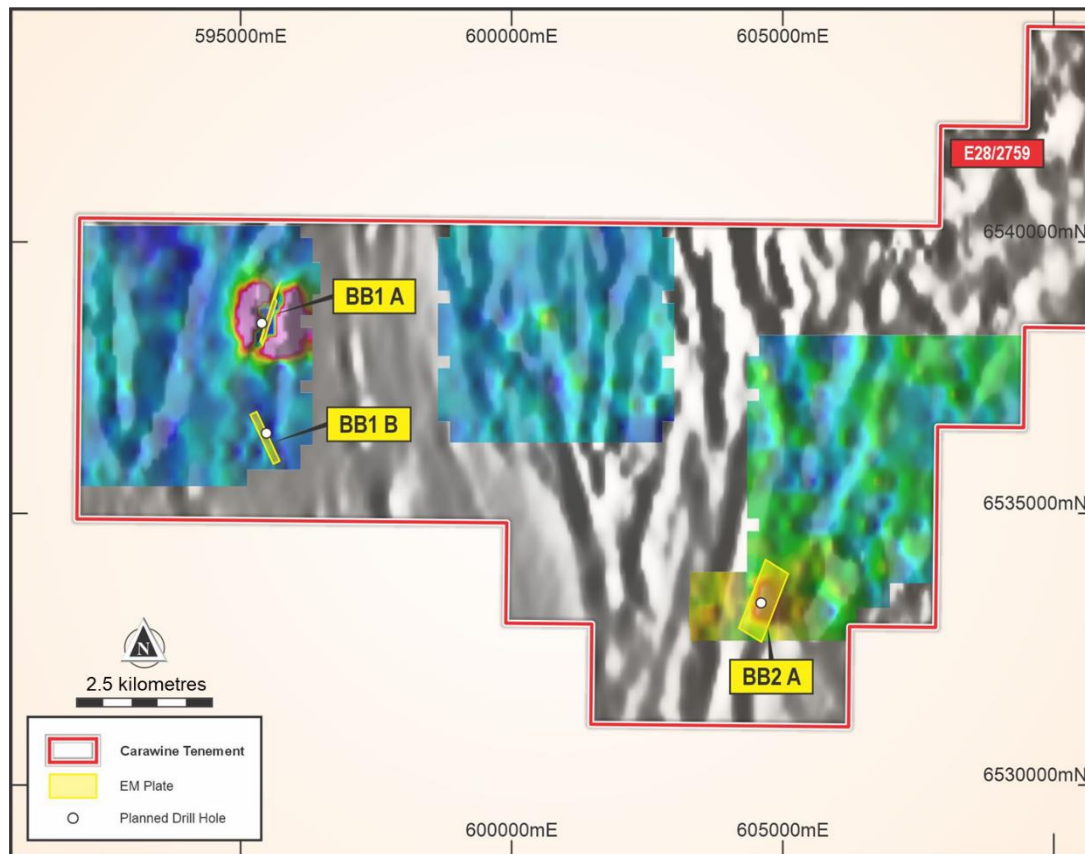 595000mE
600000mE
605000mE
E28/2759
6540000mN
BB1 A
BB1 B
6535000mN
BB2 A
N
2.5 kilometres
Carawine Tenement
EM Plate
Planned Drill Hole
6530000mN
600000mE
605000mE